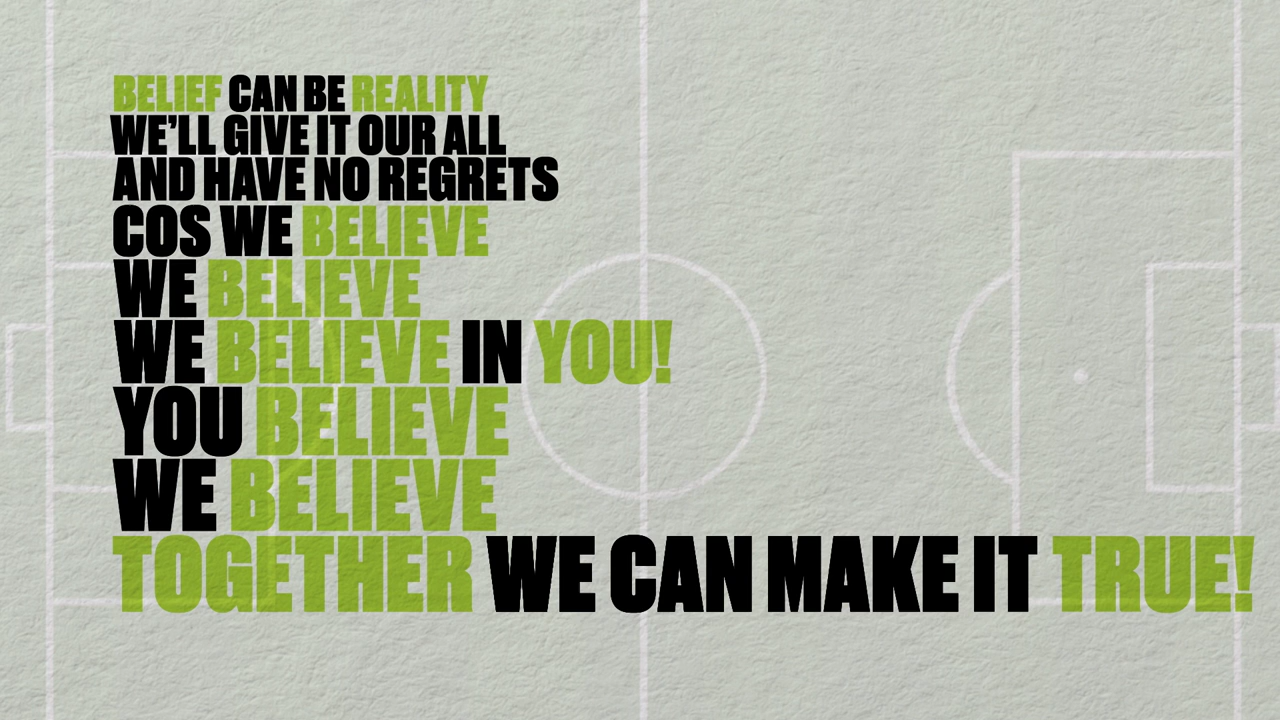 BELIEF CAN BE REALITY
WE'LL GIVE IT OUR ALL
AND HAVE NO REGRETS
COS WE BELIEVE
WE BELIEVE
WE BELIEVE IN YOU!
YOU BELIEVE
WE BELIEVE
TOGETHER WE CAN MAKE IT TRUE!